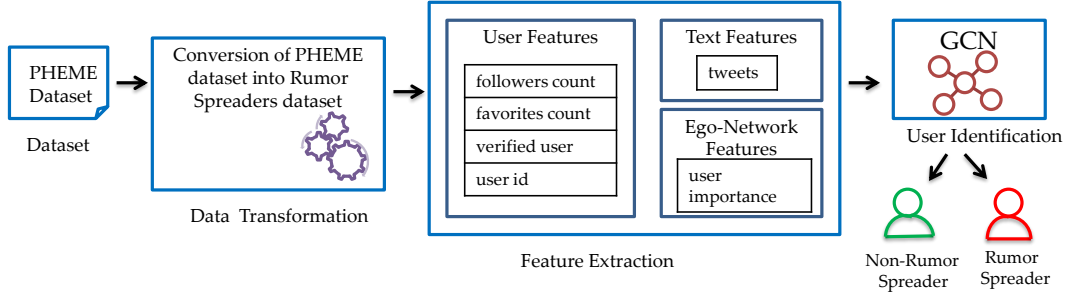 PHEME
Dataset
Dataset
Conversion of PHEME
dataset into Rumor
Spreaders dataset
Data Transformation
User Features
followers count
favorites count
verified user
user id
Text Features
tweets
Ego-Network
Features
user
importance
Feature Extraction
GCN
User Identification
Non-Rumor
Spreader
Rumor
Spreader